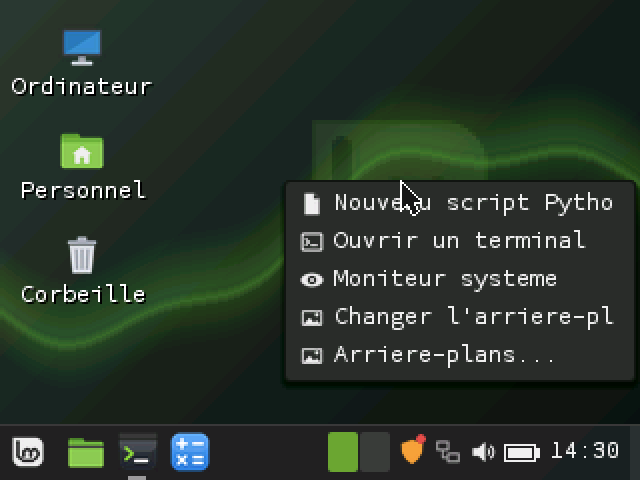 Ordinateur
Personnel
Corbeille
Nouveau script Pytho
Ouvrir un terminal
Moniteur systeme
Changer l'arriere-pl
Arriere-plans...
14:30